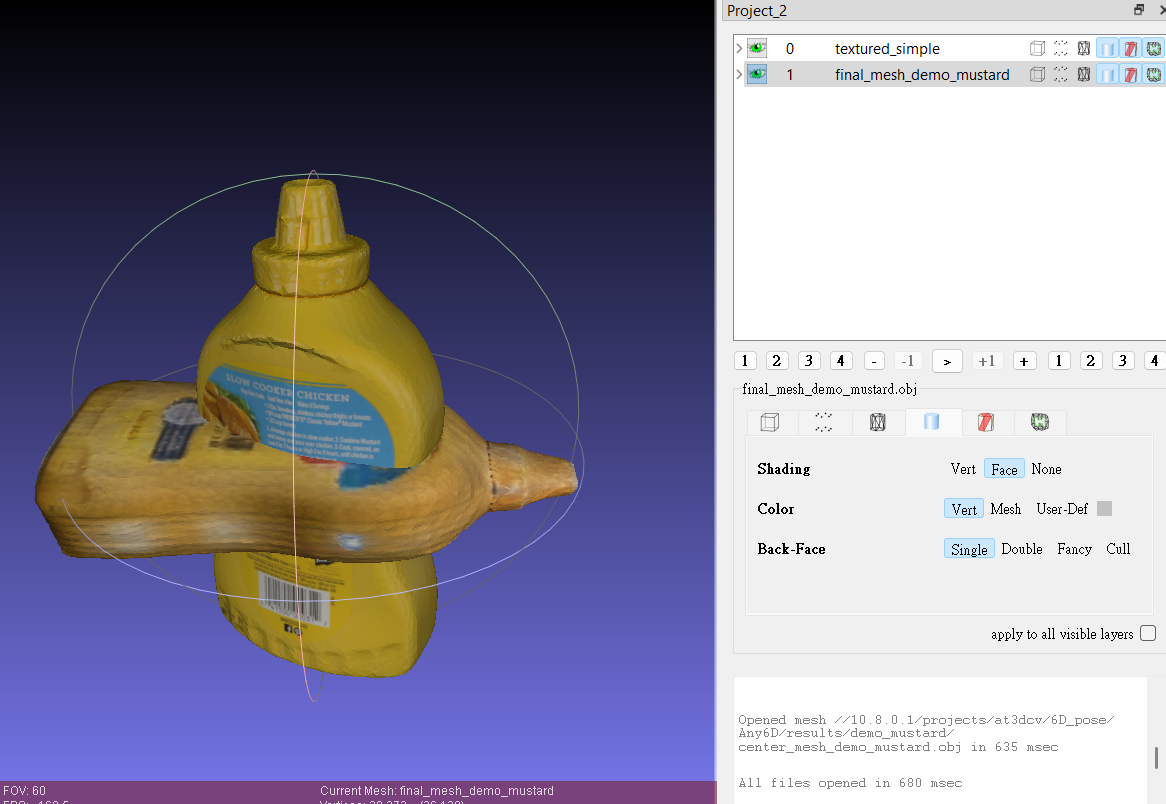 Project_2
0 textured_simple
1 final_mesh_demo_mustard
1 2 3 4 - -1 > +1 + 1 2 3 4
final_mesh_demo_mustard.obj
Shading Vert Face None
Color Vert Mesh User-Def
Back-Face Single Double Fancy Cull
apply to all visible layers
Opened mesh //10.8.0.1/projects/at3dcv/6D_pose/
Any6D/results/demo_mustard/
center_mesh_demo_mustard.obj in 635 msec
All files opened in 680 msec
SLOW COOKER CHICKEN
FOV: 60
Current Mesh: final_mesh_demo_mustard